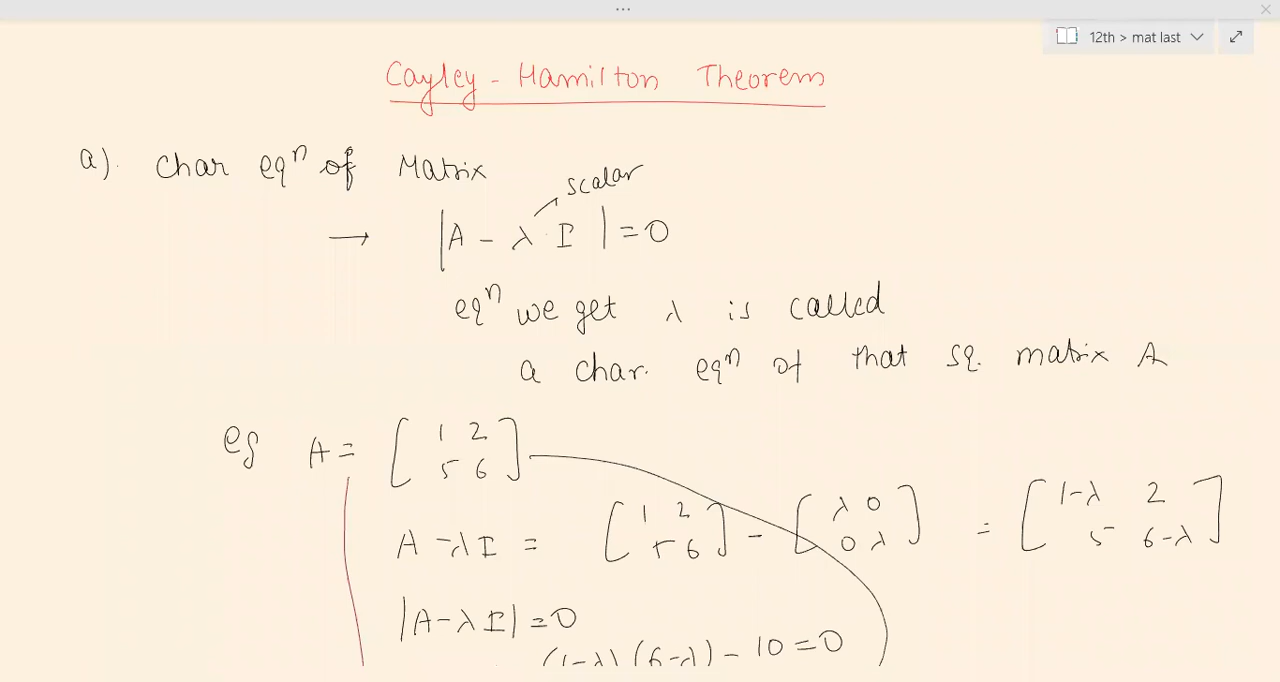 12th > mat last
Cayley - Hamilton Theorem
a). Char eqⁿ of Matrix
scalar
→ |A - λ I| = 0
eqⁿ we get λ is called
a char. eqⁿ of that sq. matrix A
eg A = [1 2
5 6]
A - λI = [1 2
5 6] - [λ 0
0 λ] = [1-λ 2
5 6-λ]
|A - λI| = 0
(1-λ) (6-λ) - 10 = 0